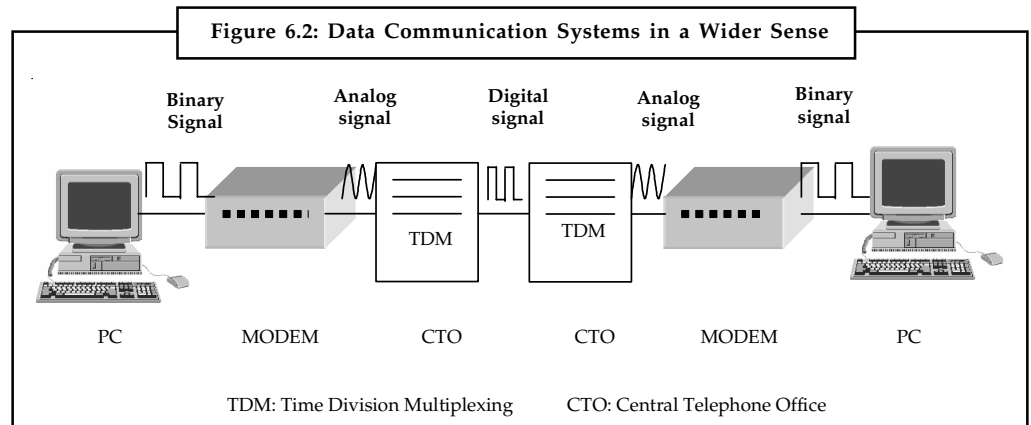 Figure 6.2: Data Communication Systems in a Wider Sense
Binary Signal
Analog signal
Digital signal
Analog signal
Binary signal
TDM
TDM
PC MODEM CTO CTO MODEM PC
TDM: Time Division Multiplexing CTO: Central Telephone Office